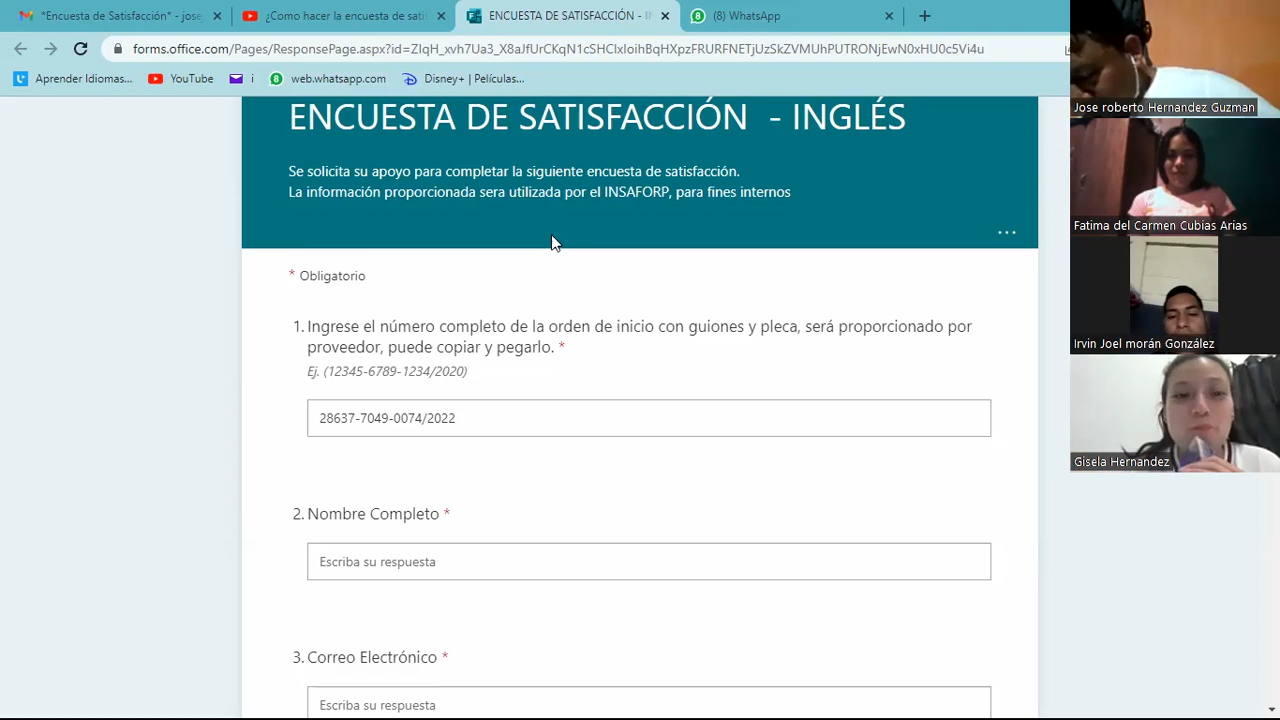 *Encuesta de Satisfacción* - jose
¿Como hacer la encuesta de sati
ENCUESTA DE SATISFACCIÓN - IN
(8) WhatsApp
forms.office.com/Pages/ResponsePage.aspx?id=ZIqH_xvh7Ua3_X8aJfUrCKqN1cSHCIxIoihBqHXpzFRURFNETjUzSkZVMUhPUTRONjEwN0xHU0c5Vi4u
Aprender Idiomas...
YouTube
i
web.whatsapp.com
Disney+ | Películas...
ENCUESTA DE SATISFACCIÓN - INGLÉS
Se solicita su apoyo para completar la siguiente encuesta de satisfacción.
La información proporcionada sera utilizada por el INSAFORP, para fines internos
...
* Obligatorio
1. Ingrese el número completo de la orden de inicio con guiones y pleca, será proporcionado por
proveedor, puede copiar y pegarlo. *
Ej. (12345-6789-1234/2020)
28637-7049-0074/2022
2. Nombre Completo *
Escriba su respuesta
3. Correo Electrónico *
Escriba su respuesta
Jose roberto Hernandez Guzman
Fatima del Carmen Cubias Arias
Irvin Joel morán González
Gisela Hernandez